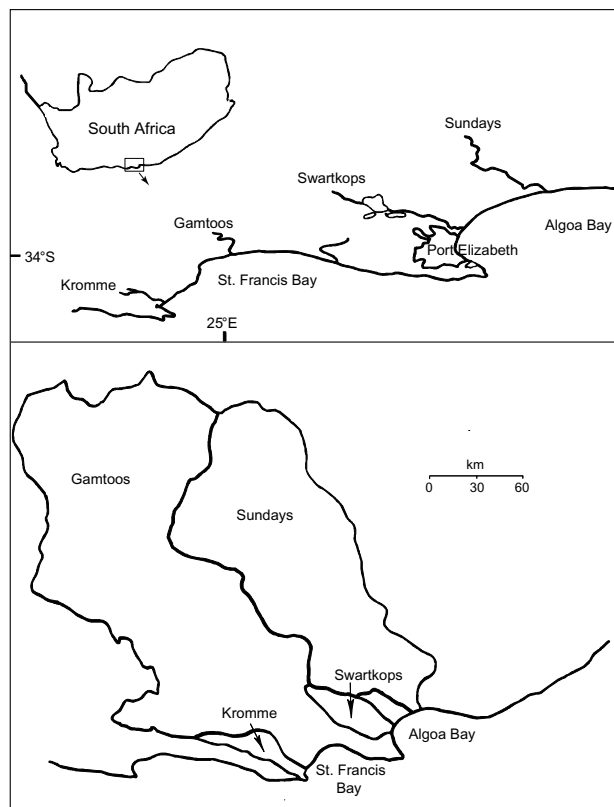 South Africa
Sundays
Swartkops
Gamtoos
Algoa Bay
Port Elizabeth
34°S
St. Francis Bay
Kromme
25°E
Gamtoos
km
0 30 60
Sundays
Swartkops
Kromme
Algoa Bay
St. Francis
Bay